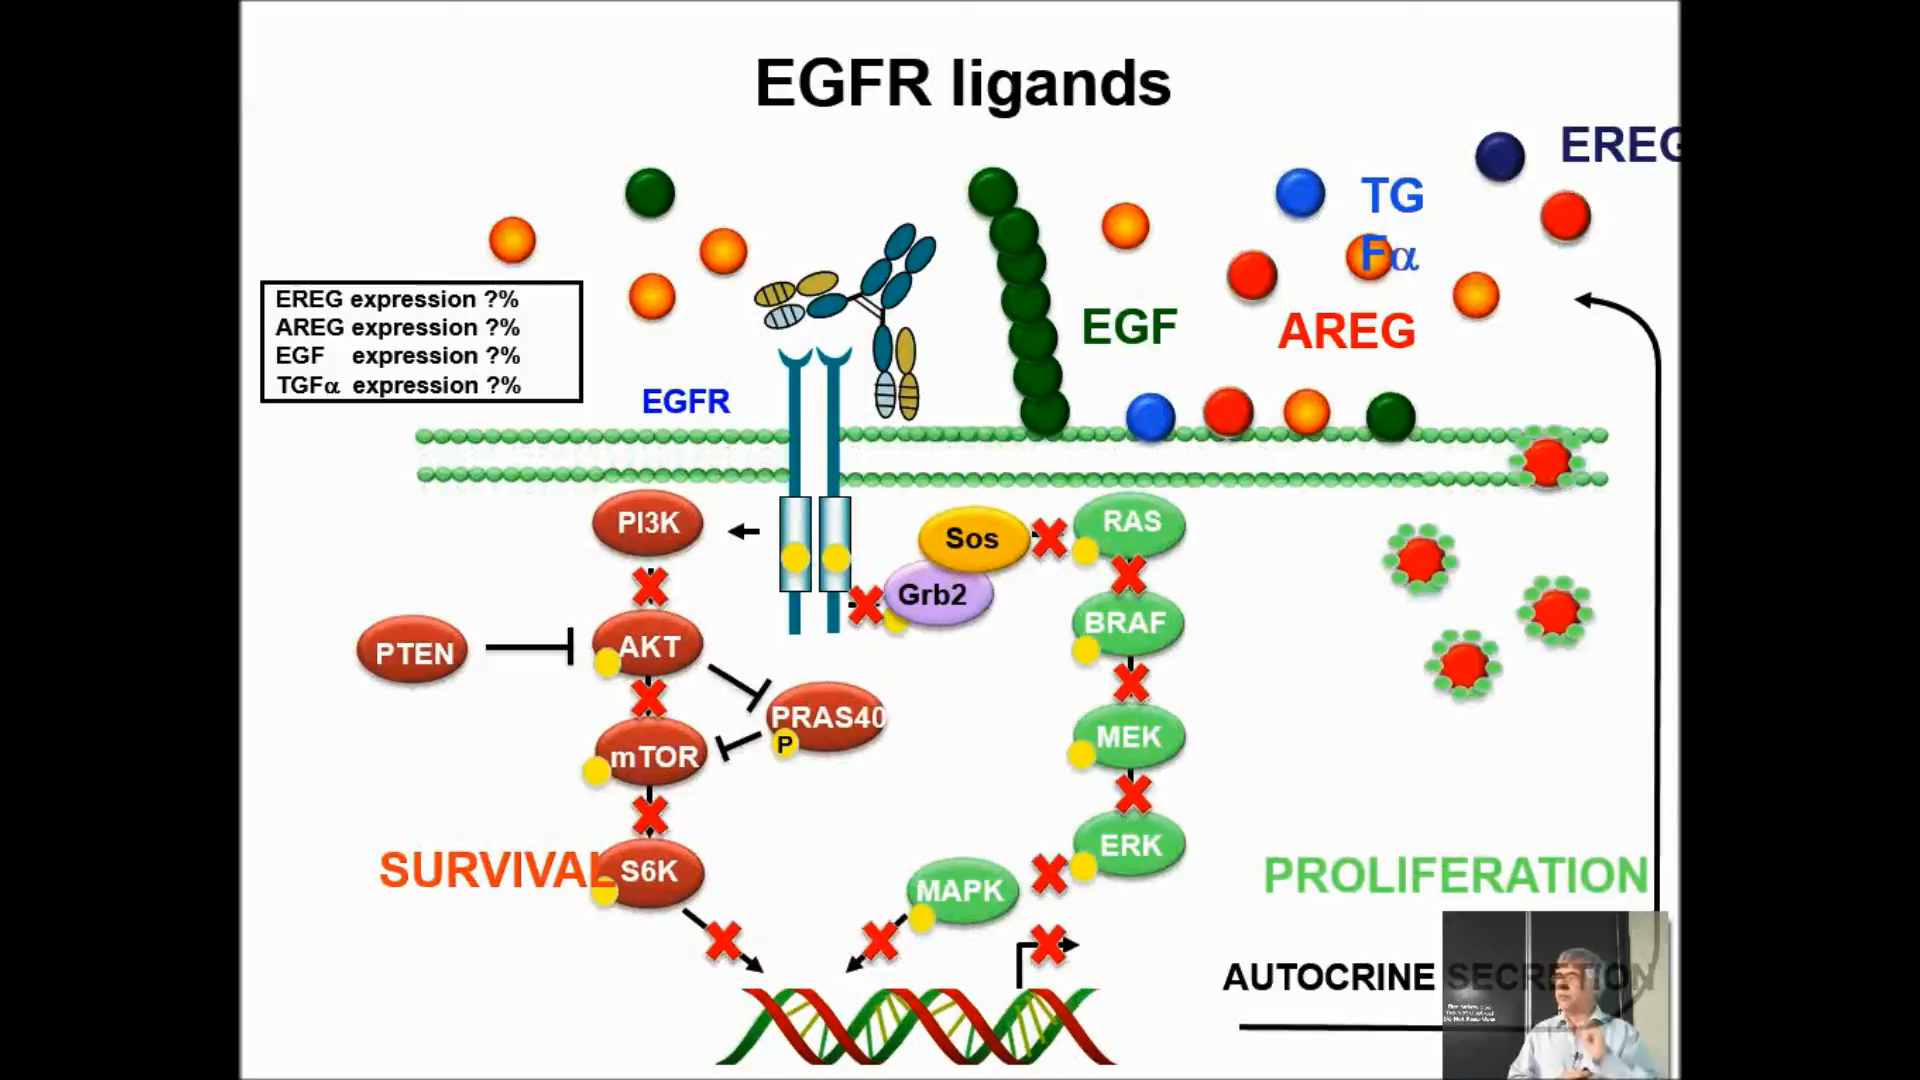 EGFR ligands
EREG
TG
Fα
EREG expression ?%
AREG expression ?%
EGF expression ?%
TGFα expression ?%
EGF
AREG
EGFR
PI3K
Sos
RAS
Grb2
BRAF
PTEN
AKT
PRAS40
P
mTOR
MEK
ERK
SURVIVAL
S6K
MAPK
PROLIFERATION
AUTOCRINE SECRETION